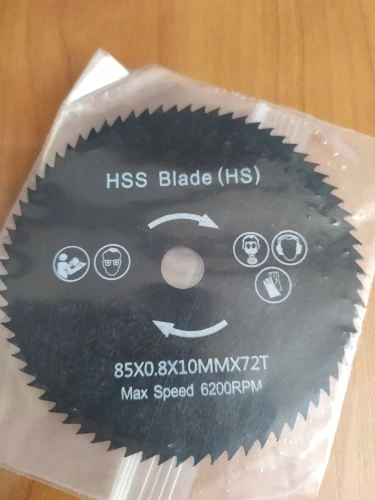 HSS Blade (HS)
85X0.8X10MMX72T
Max Speed 6200RPM